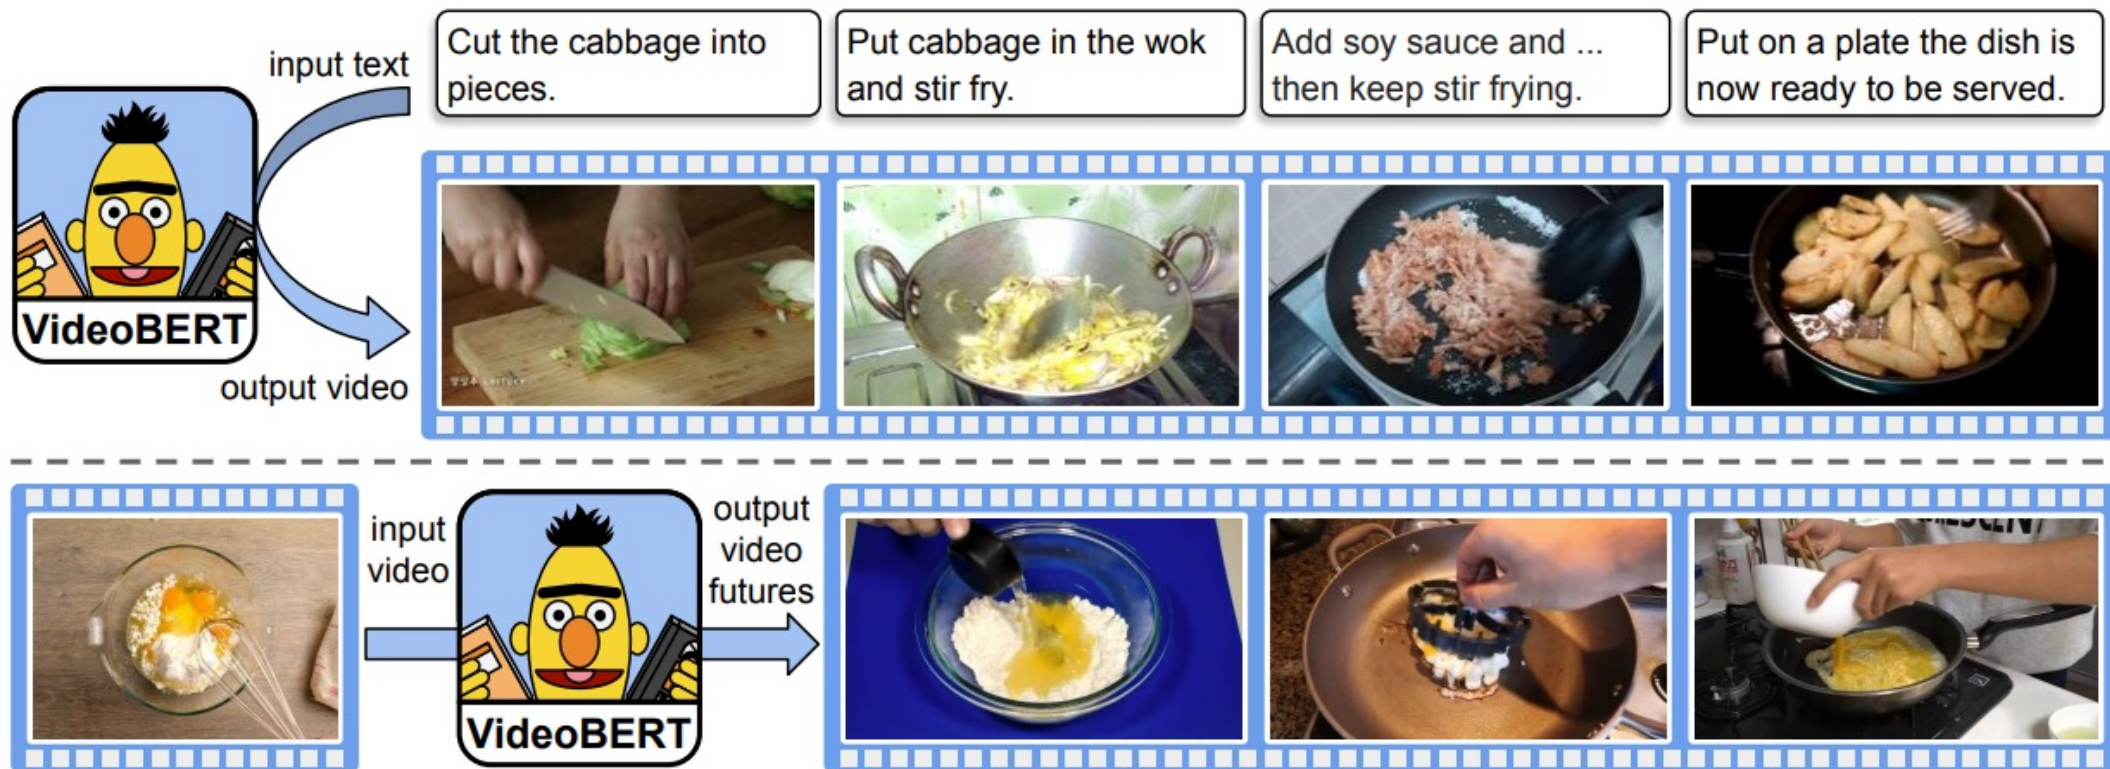 input text
Cut the cabbage into
pieces.
Put cabbage in the wok
and stir fry.
Add soy sauce and ...
then keep stir frying.
Put on a plate the dish is
now ready to be served.
VideoBERT
output video
input
video
VideoBERT
output
video
futures